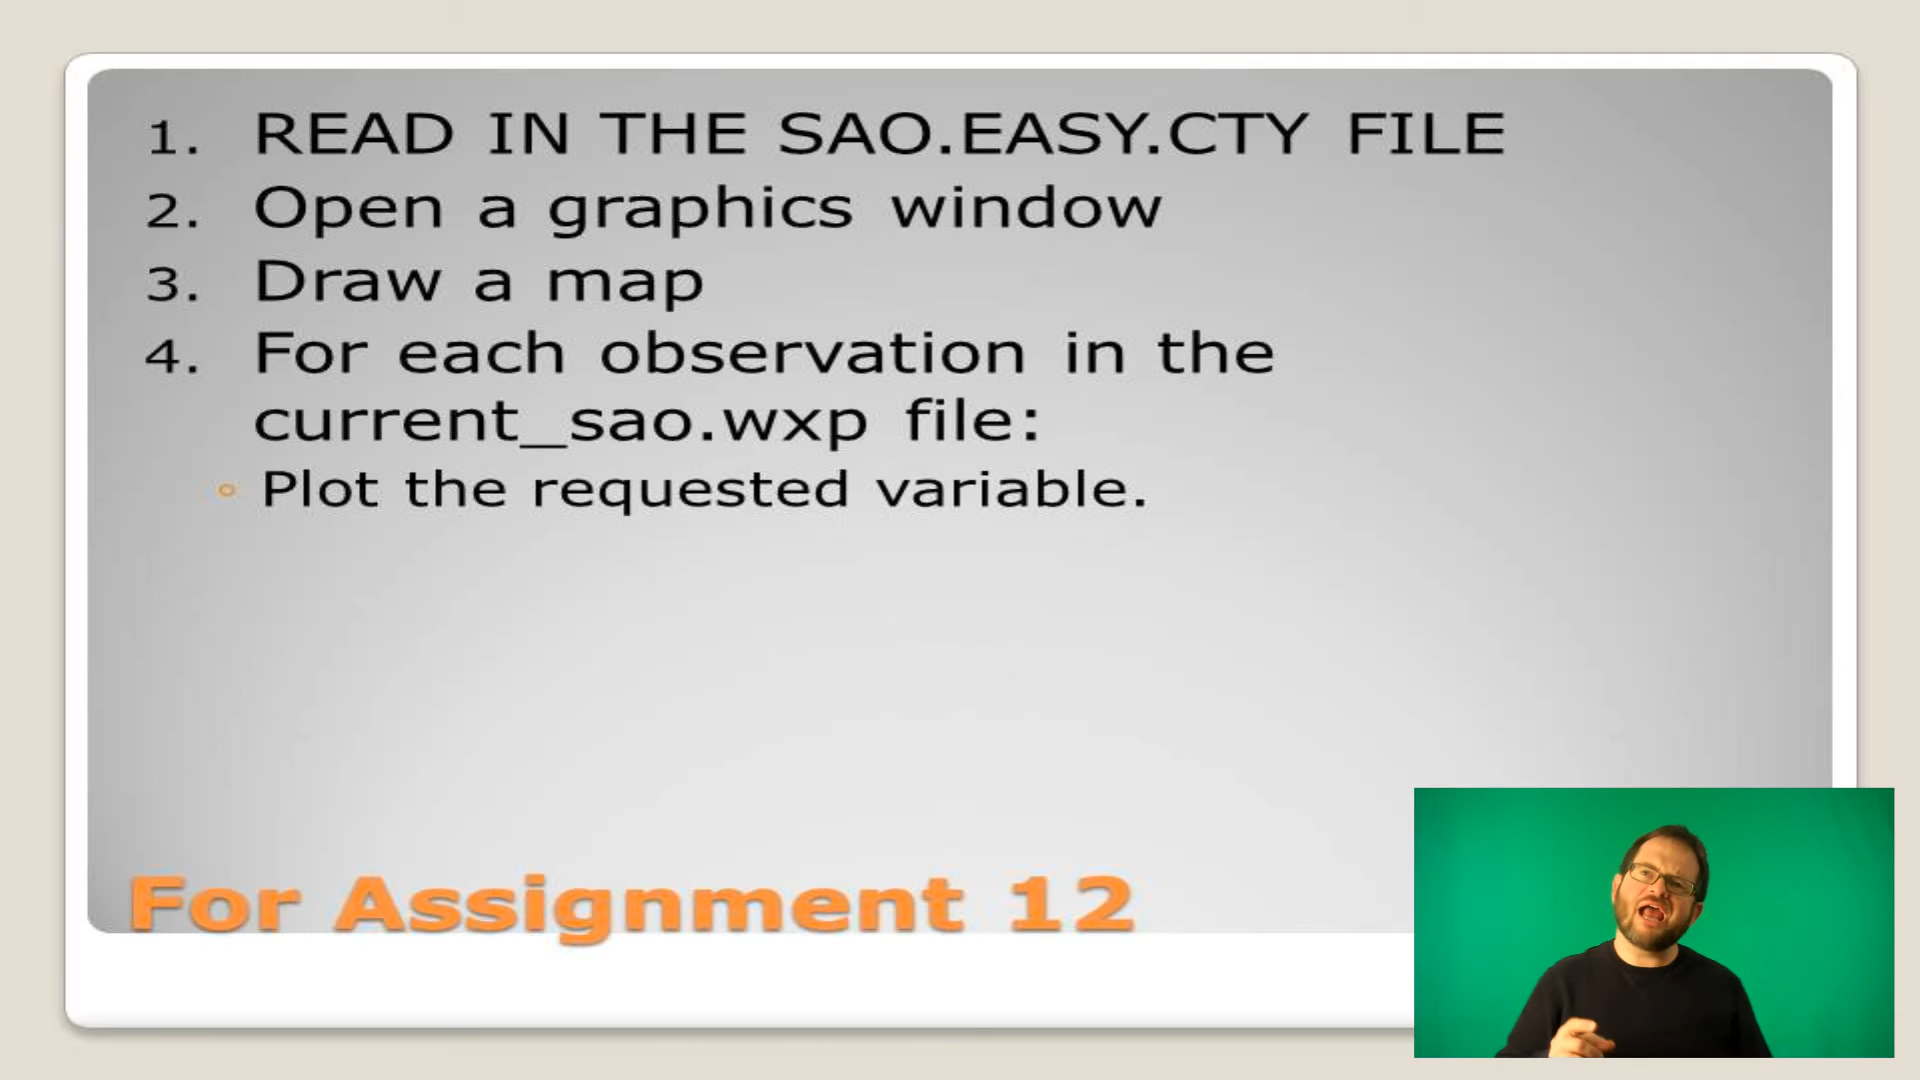 1. READ IN THE SAO.EASY.CTY FILE
2. Open a graphics window
3. Draw a map
4. For each observation in the
current_sao.wxp file:
◦ Plot the requested variable.
For Assignment 12